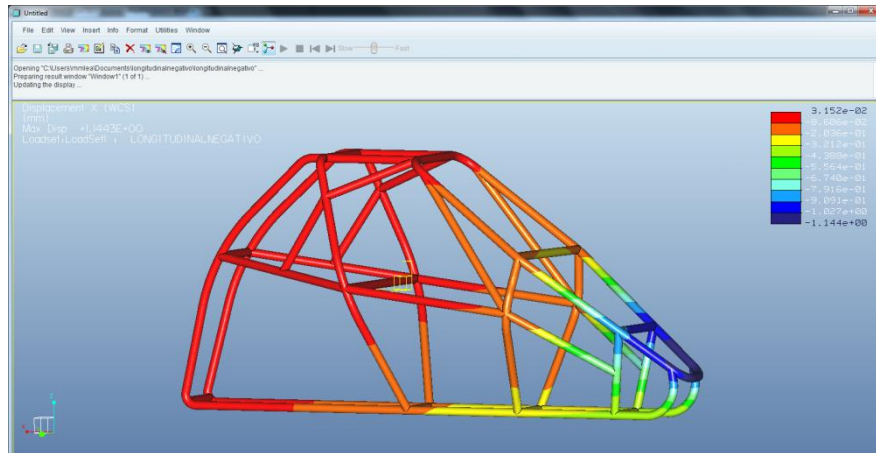 Untitled
File Edit View Insert Info Format Utilities Window
Slow Fast
Opening "C:\Users\mmlea\Documents\longitudinalnegativo\longitudinalnegativo" ...
Preparing result window "Window1" (1 of 1) ...
Updating the display ...
Displacement X (WCS)
(mm)
Max Disp +1.1443E+00
Loadset:LoadSet1 : LONGITUDINALNEGATIVO
3.152e-02
-8.606e-02
-2.036e-01
-3.212e-01
-4.388e-01
-5.564e-01
-6.740e-01
-7.916e-01
-9.091e-01
-1.027e+00
-1.144e+00